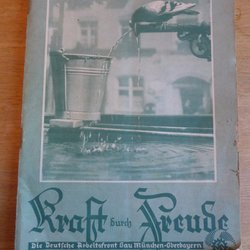 Kraft durch Freude
Die Deutsche Arbeitsfront Gau München-Oberbayern